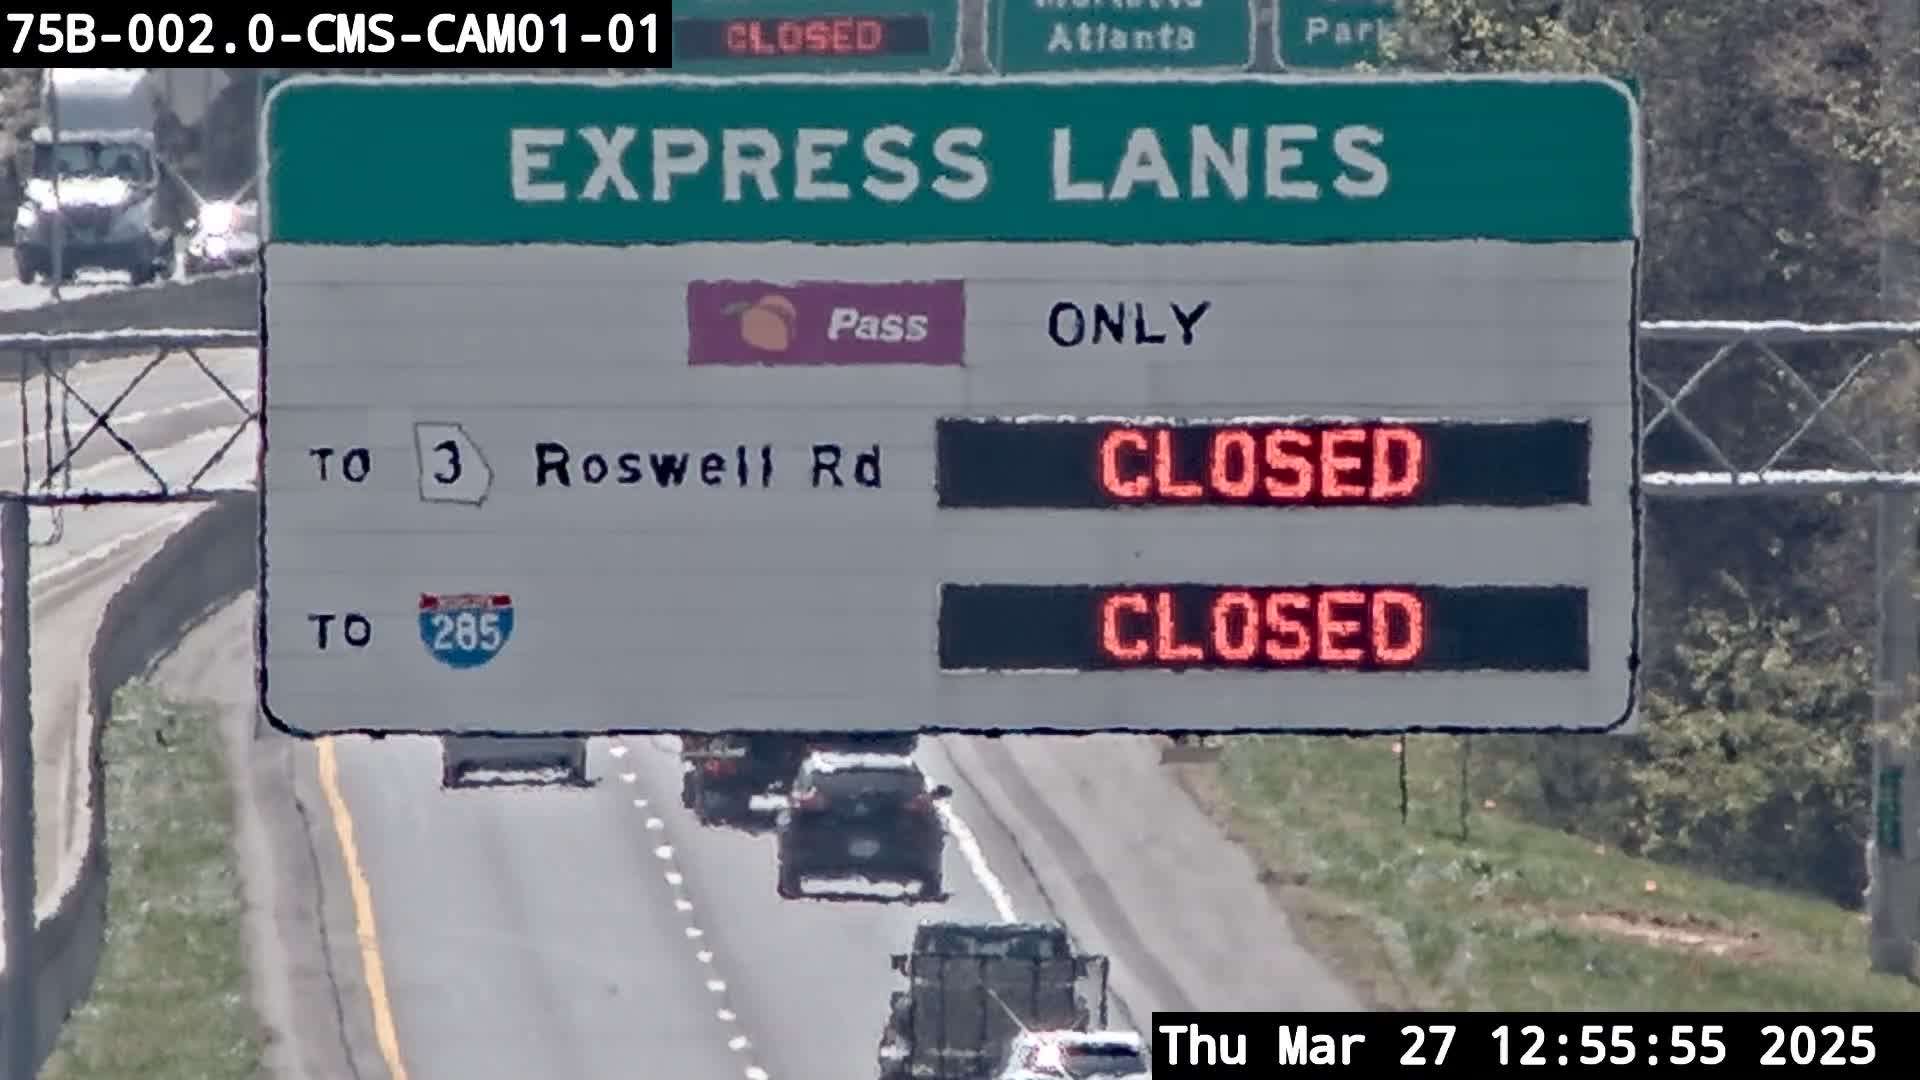 75B-002.0-CMS-CAM01-01
CLOSED
Atlanta
EXPRESS LANES
Pass ONLY
TO 3 Roswell Rd CLOSED
TO 285 CLOSED
Thu Mar 27 12:55:55 2025